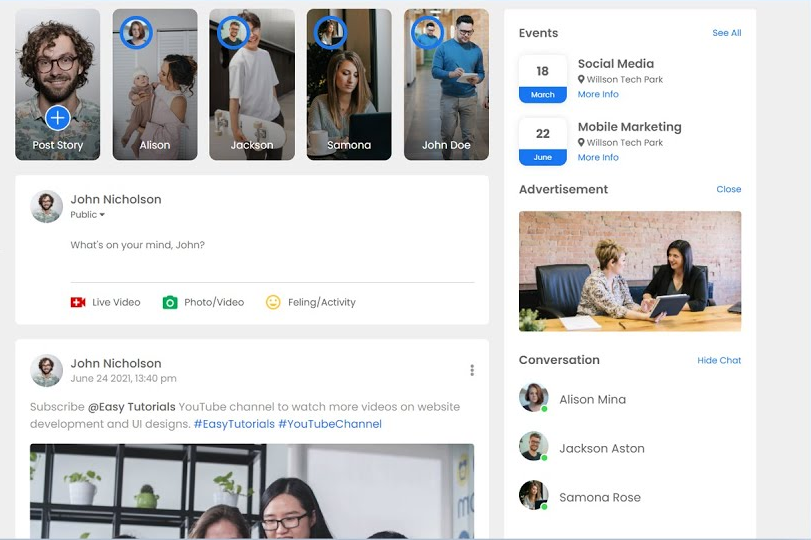 Post Story
Alison
Jackson
Samona
John Doe
John Nicholson
Public
What's on your mind, John?
Live Video
Photo/Video
Feling/Activity
John Nicholson
June 24 2021, 13:40 pm
Subscribe @Easy Tutorials YouTube channel to watch more videos on website
development and UI designs. #EasyTutorials #YouTubeChannel
Events
See All
18
March
Social Media
Willson Tech Park
More Info
22
June
Mobile Marketing
Willson Tech Park
More Info
Advertisement
Close
Conversation
Hide Chat
Alison Mina
Jackson Aston
Samona Rose